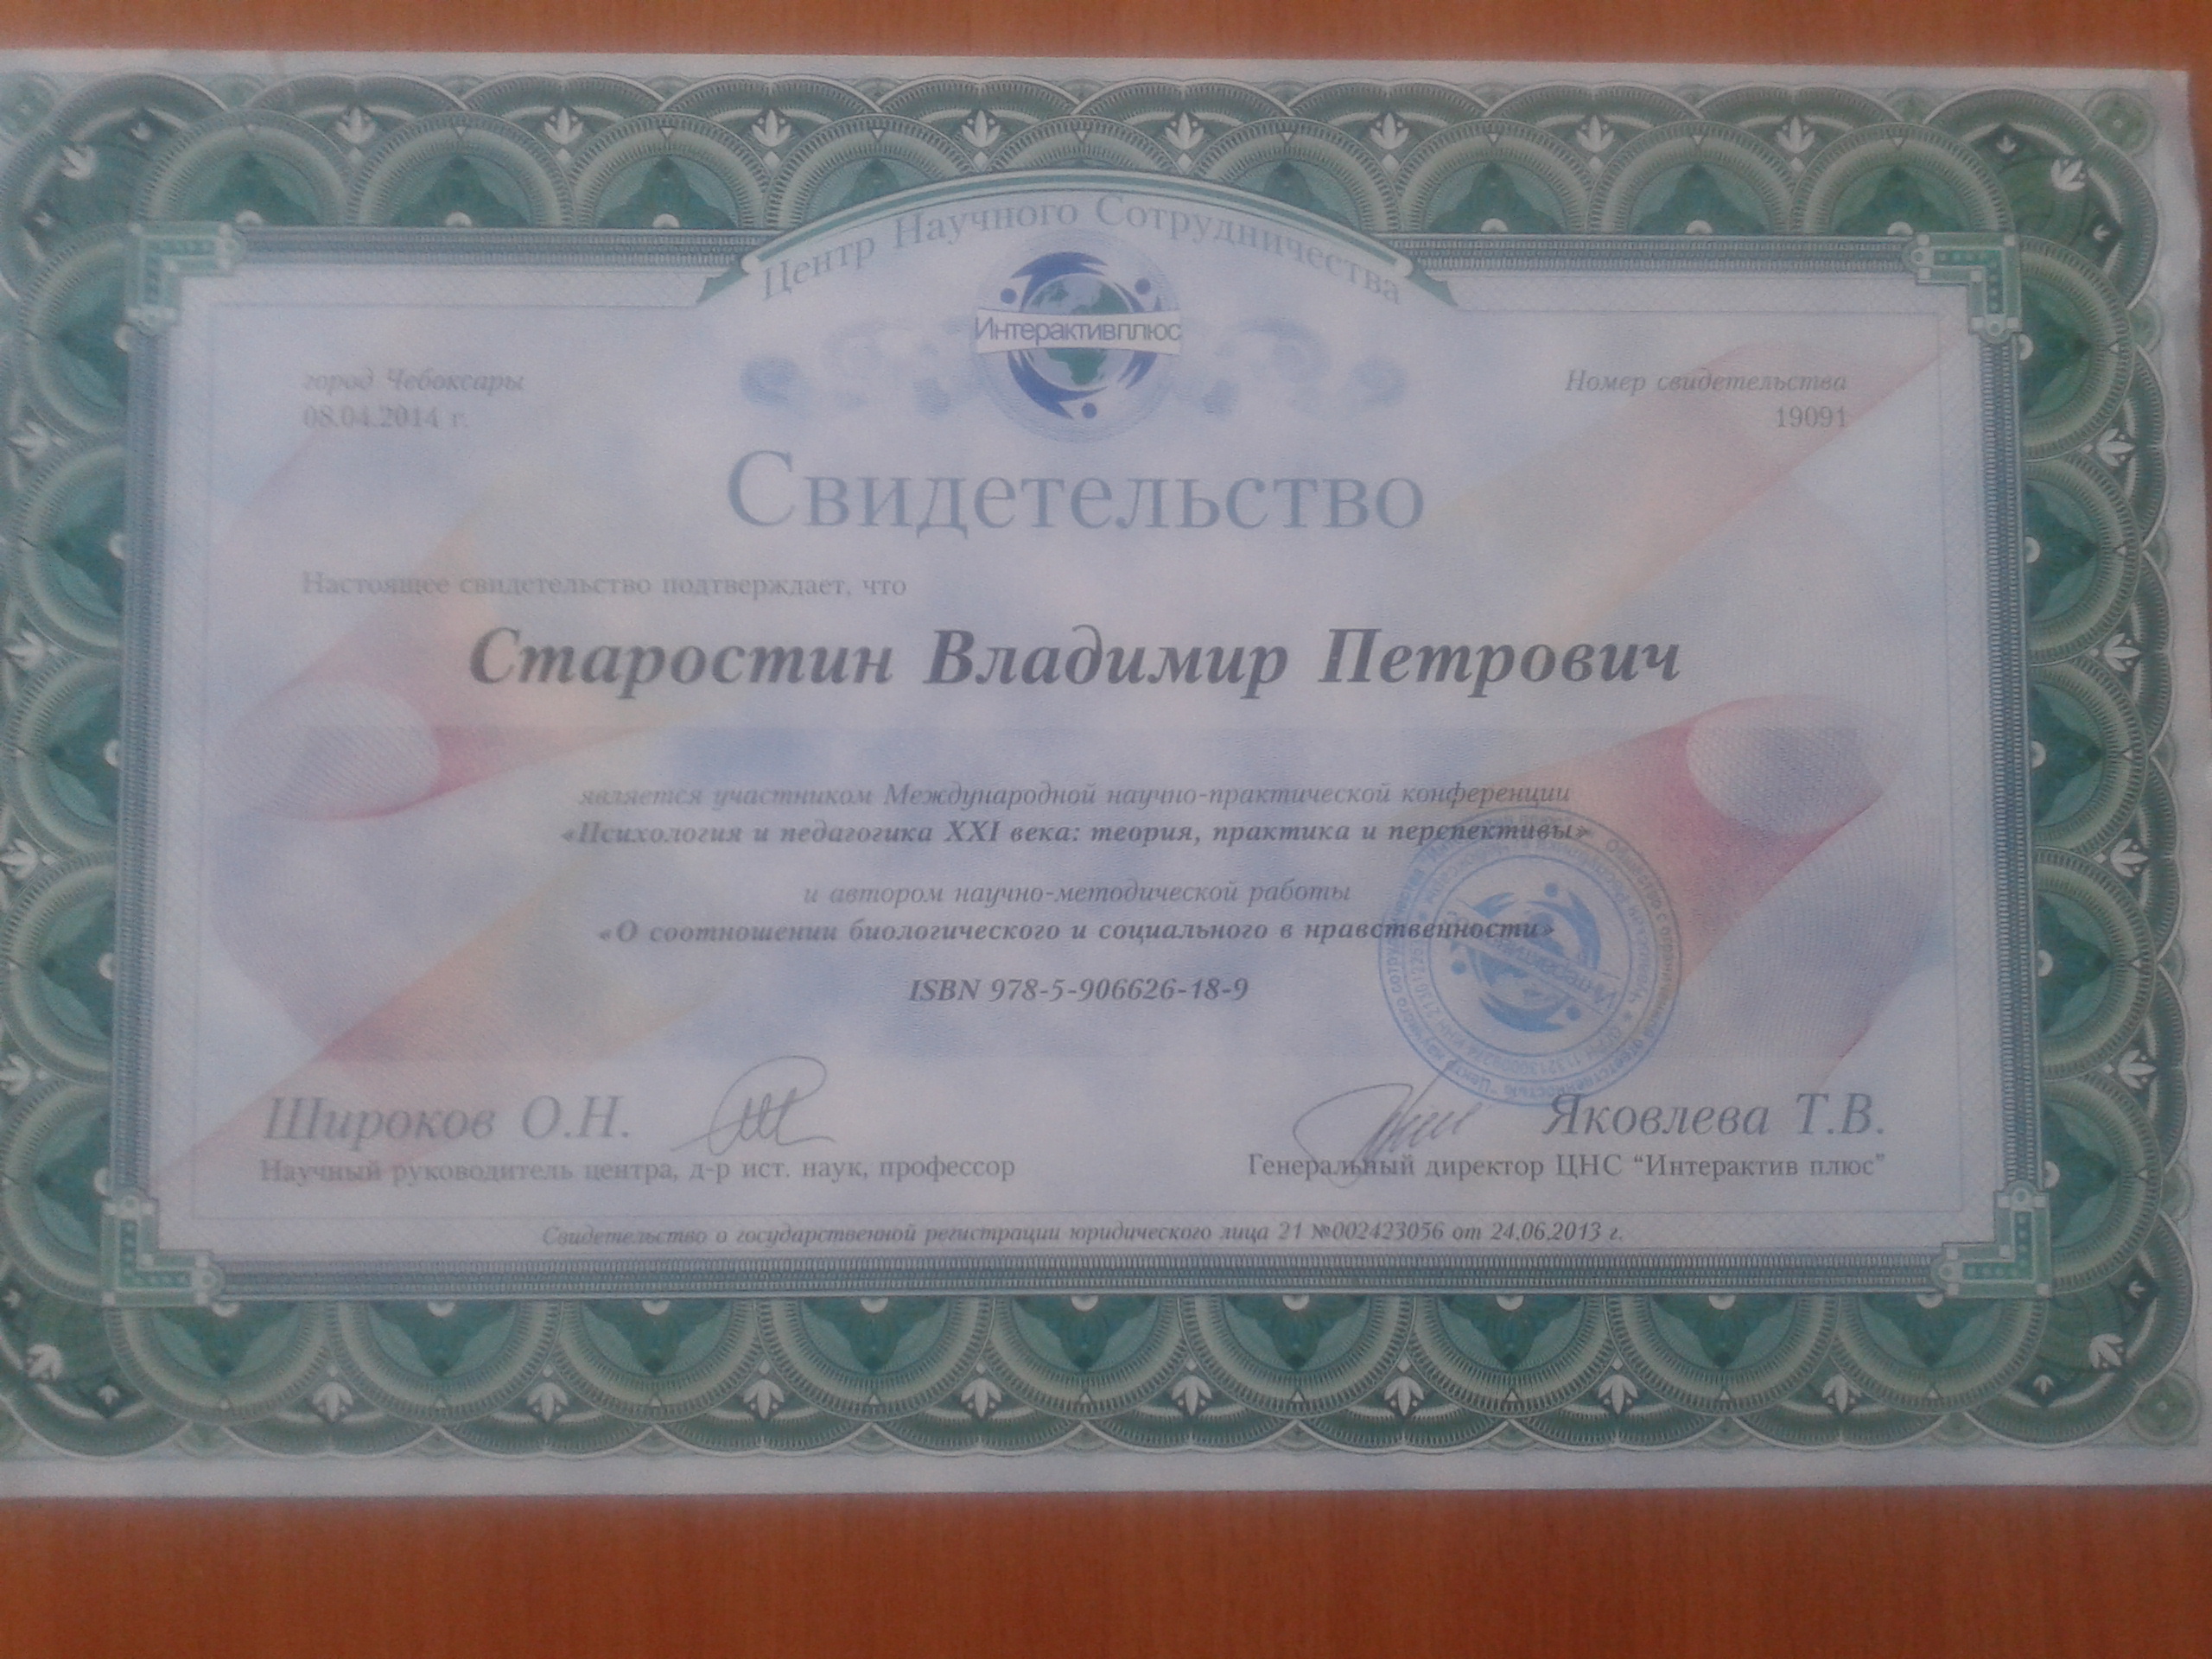 Центр Научного Сотрудничества
Интерактивплюс
город Чебоксары
08.04.2014 г.
Номер свидетельства
19091
Свидетельство
Настоящее свидетельство подтверждает, что
Старостин Владимир Петрович
является участником Международной научно-практической конференции
«Психология и педагогика XXI века: теория, практика и перспективы»
и автором научно-методической работы
«О соотношении биологического и социального в нравственности»
ISBN 978-5-906626-18-9
Широков О.Н.
Научный руководитель центра, д-р ист. наук, профессор
Яковлева Т.В.
Генеральный директор ЦНС “Интерактив плюс”
Свидетельство о государственной регистрации юридического лица 21 №002423056 от 24.06.2013 г.